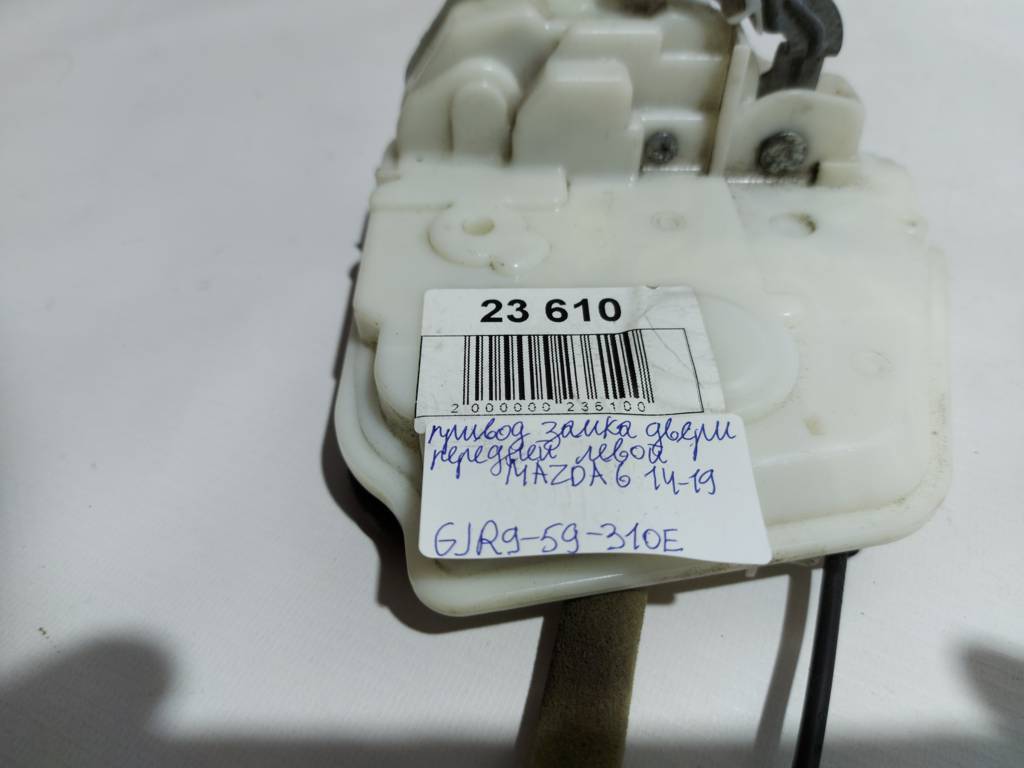 23 610
2 000000 236100
привод замка двери
передней левой
MAZDA 6 14-19
GJR9-59-310E